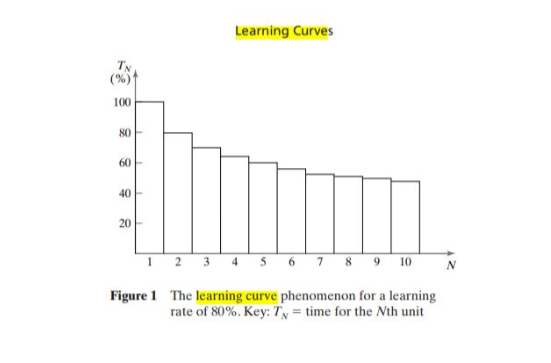 Learning Curves
T_N
(%)
100
80
60
40
20
1 2 3 4 5 6 7 8 9 10 N
Figure 1 The learning curve phenomenon for a learning
rate of 80%. Key: T_N = time for the Nth unit